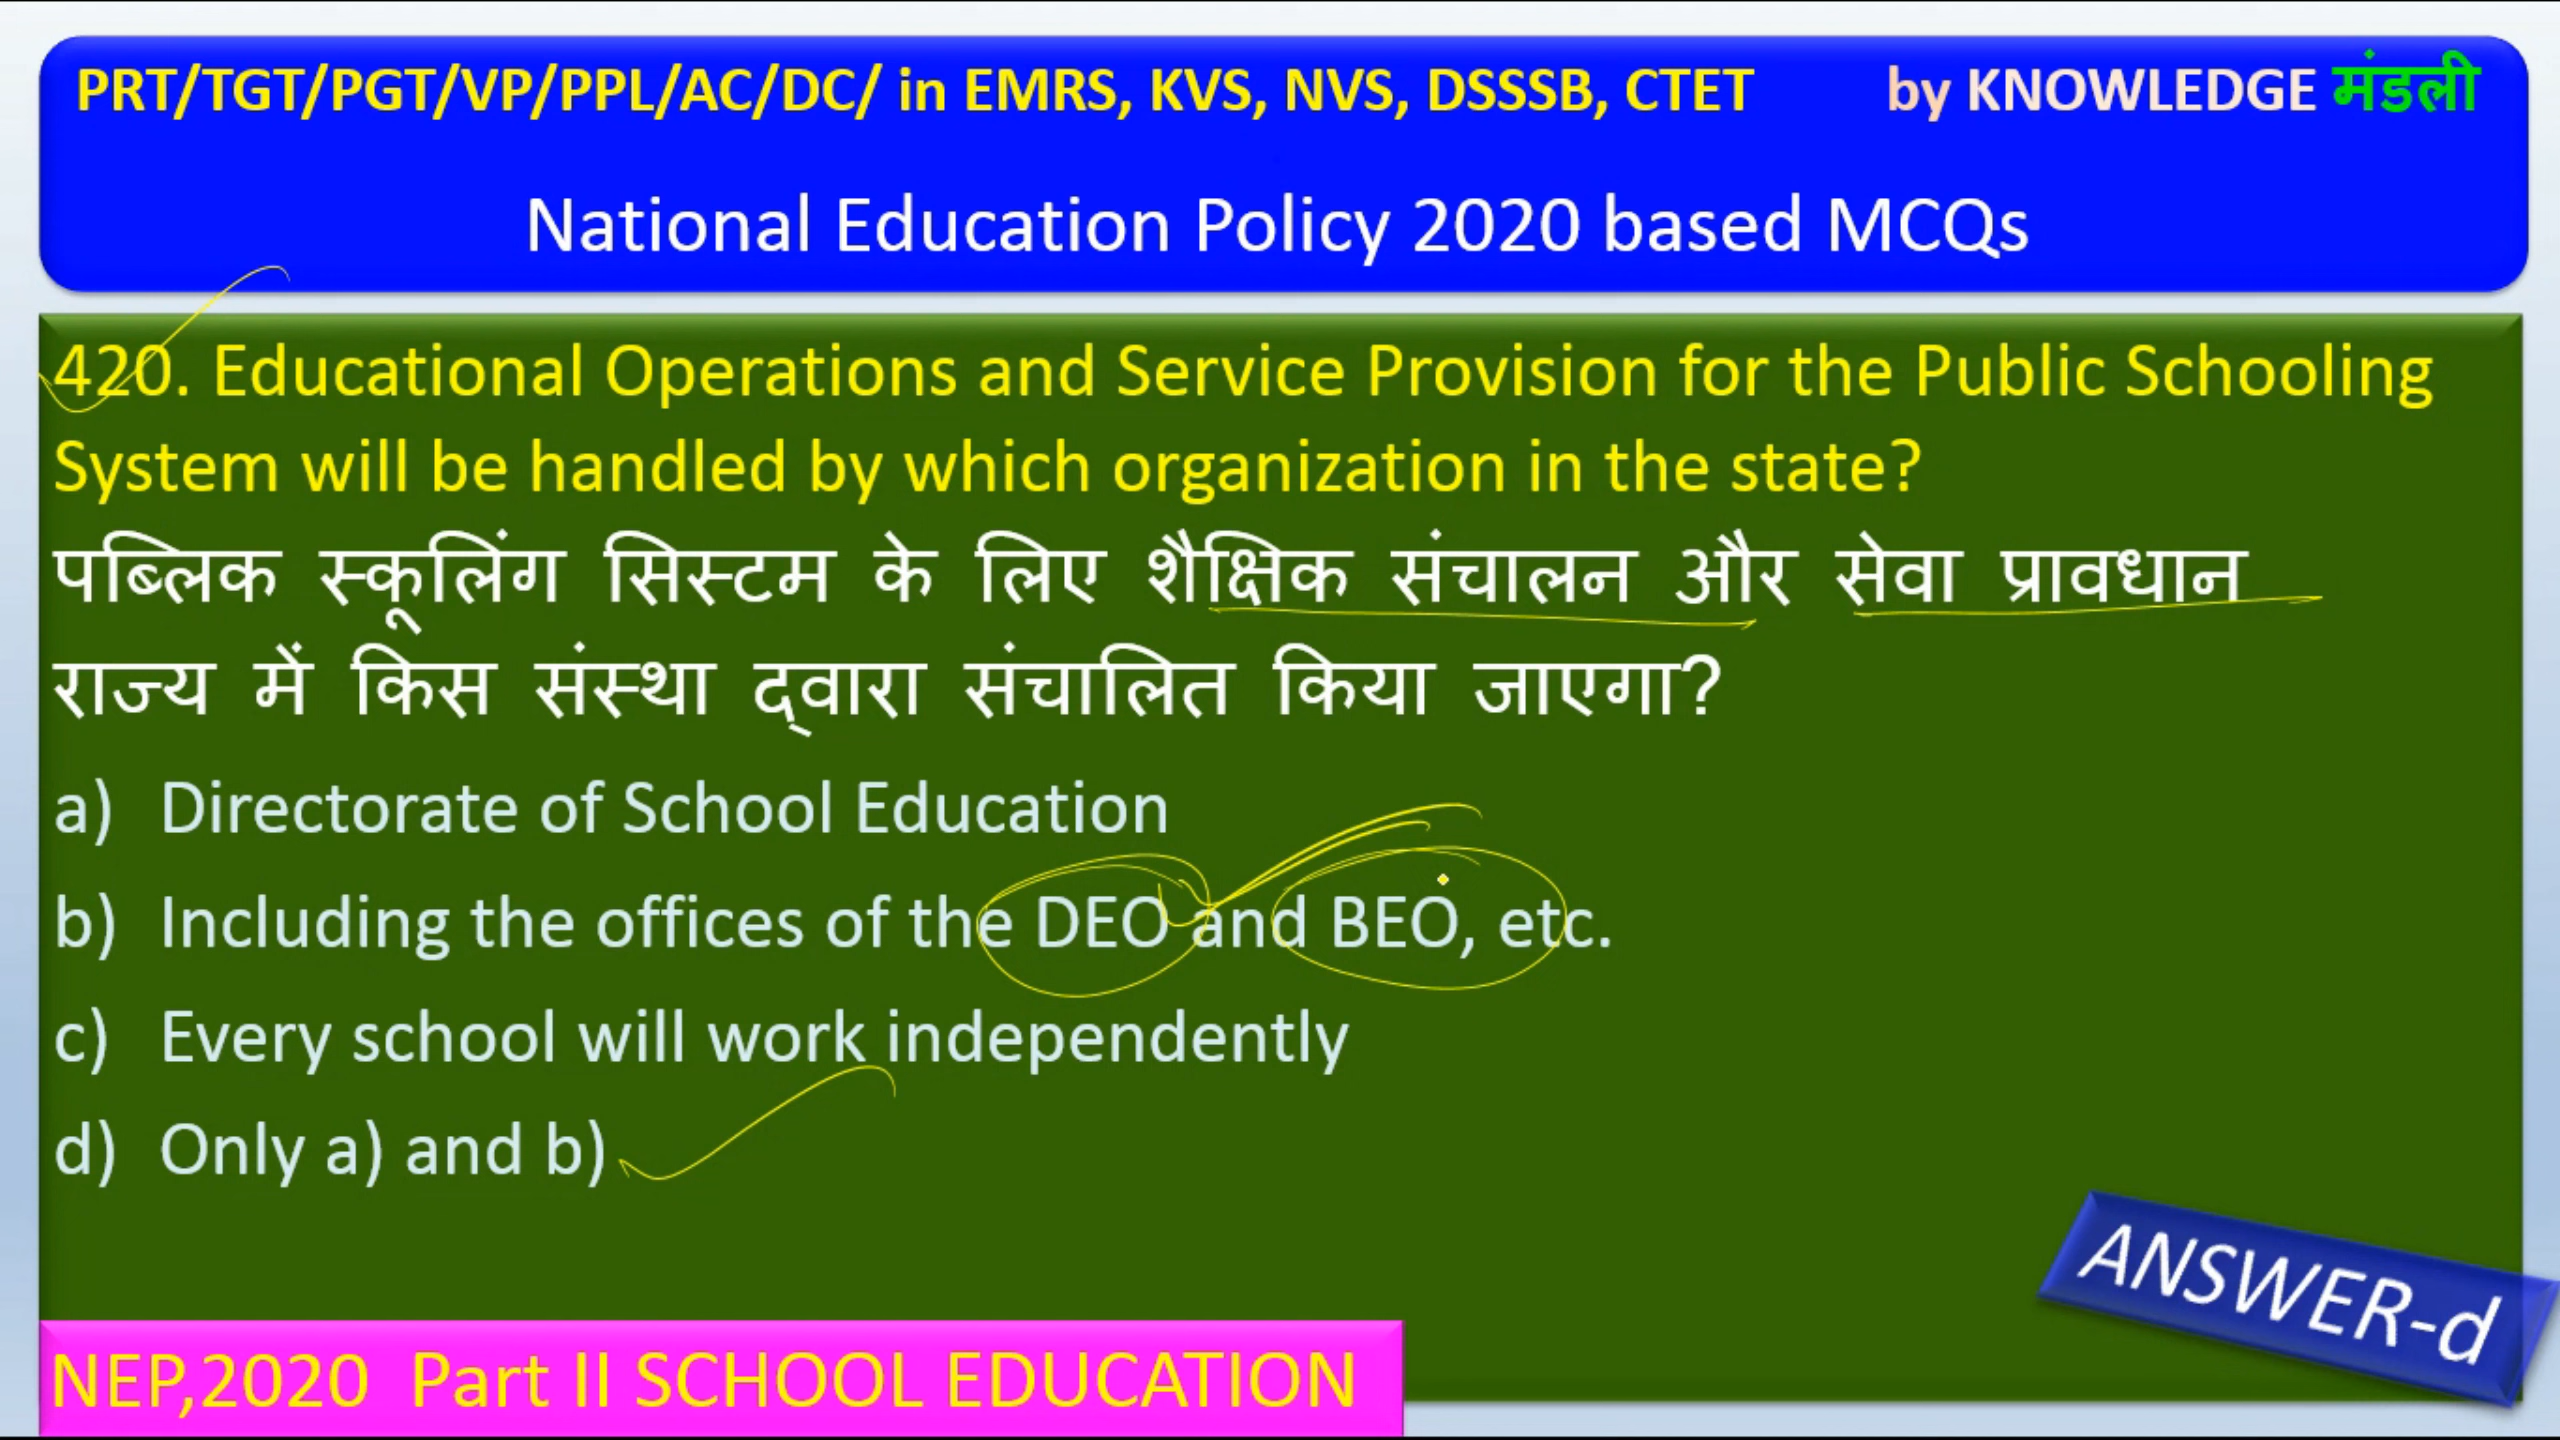 PRT/TGT/PGT/VP/PPL/AC/DC/ in EMRS, KVS, NVS, DSSSB, CTET by KNOWLEDGE मंडली
National Education Policy 2020 based MCQs
420. Educational Operations and Service Provision for the Public Schooling
System will be handled by which organization in the state?
पब्लिक स्कूलिंग सिस्टम के लिए शैक्षिक संचालन और सेवा प्रावधान
राज्य में किस संस्था द्वारा संचालित किया जाएगा?
a) Directorate of School Education
b) Including the offices of the DEO and BEO, etc.
c) Every school will work independently
d) Only a) and b)
ANSWER-d
NEP,2020 Part II SCHOOL EDUCATION